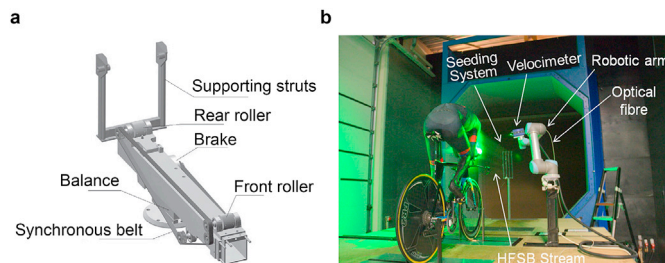 a
Supporting struts
Rear roller
Brake
Balance
Front roller
Synchronous belt
b
Seeding
System
Velocimeter
Robotic arm
Optical
fibre
HFSB Stream